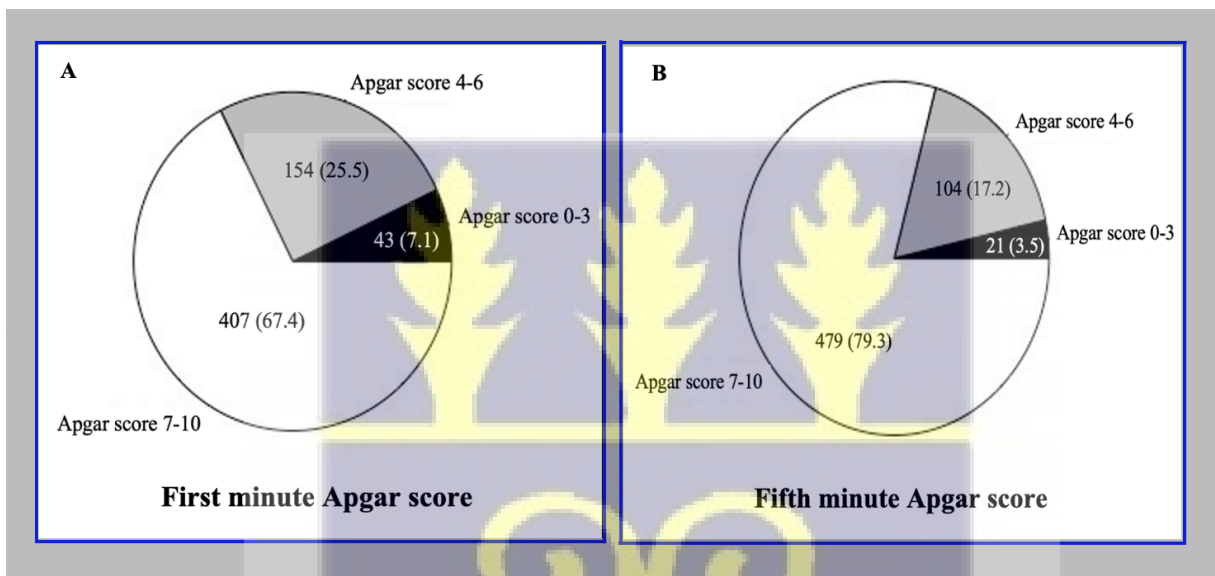 A
Apgar score 4-6
154 (25.5)
Apgar score 0-3
43 (7.1)
407 (67.4)
Apgar score 7-10
First minute Apgar score
B
Apgar score 4-6
104 (17.2)
Apgar score 0-3
21 (3.5)
479 (79.3)
Apgar score 7-10
Fifth minute Apgar score